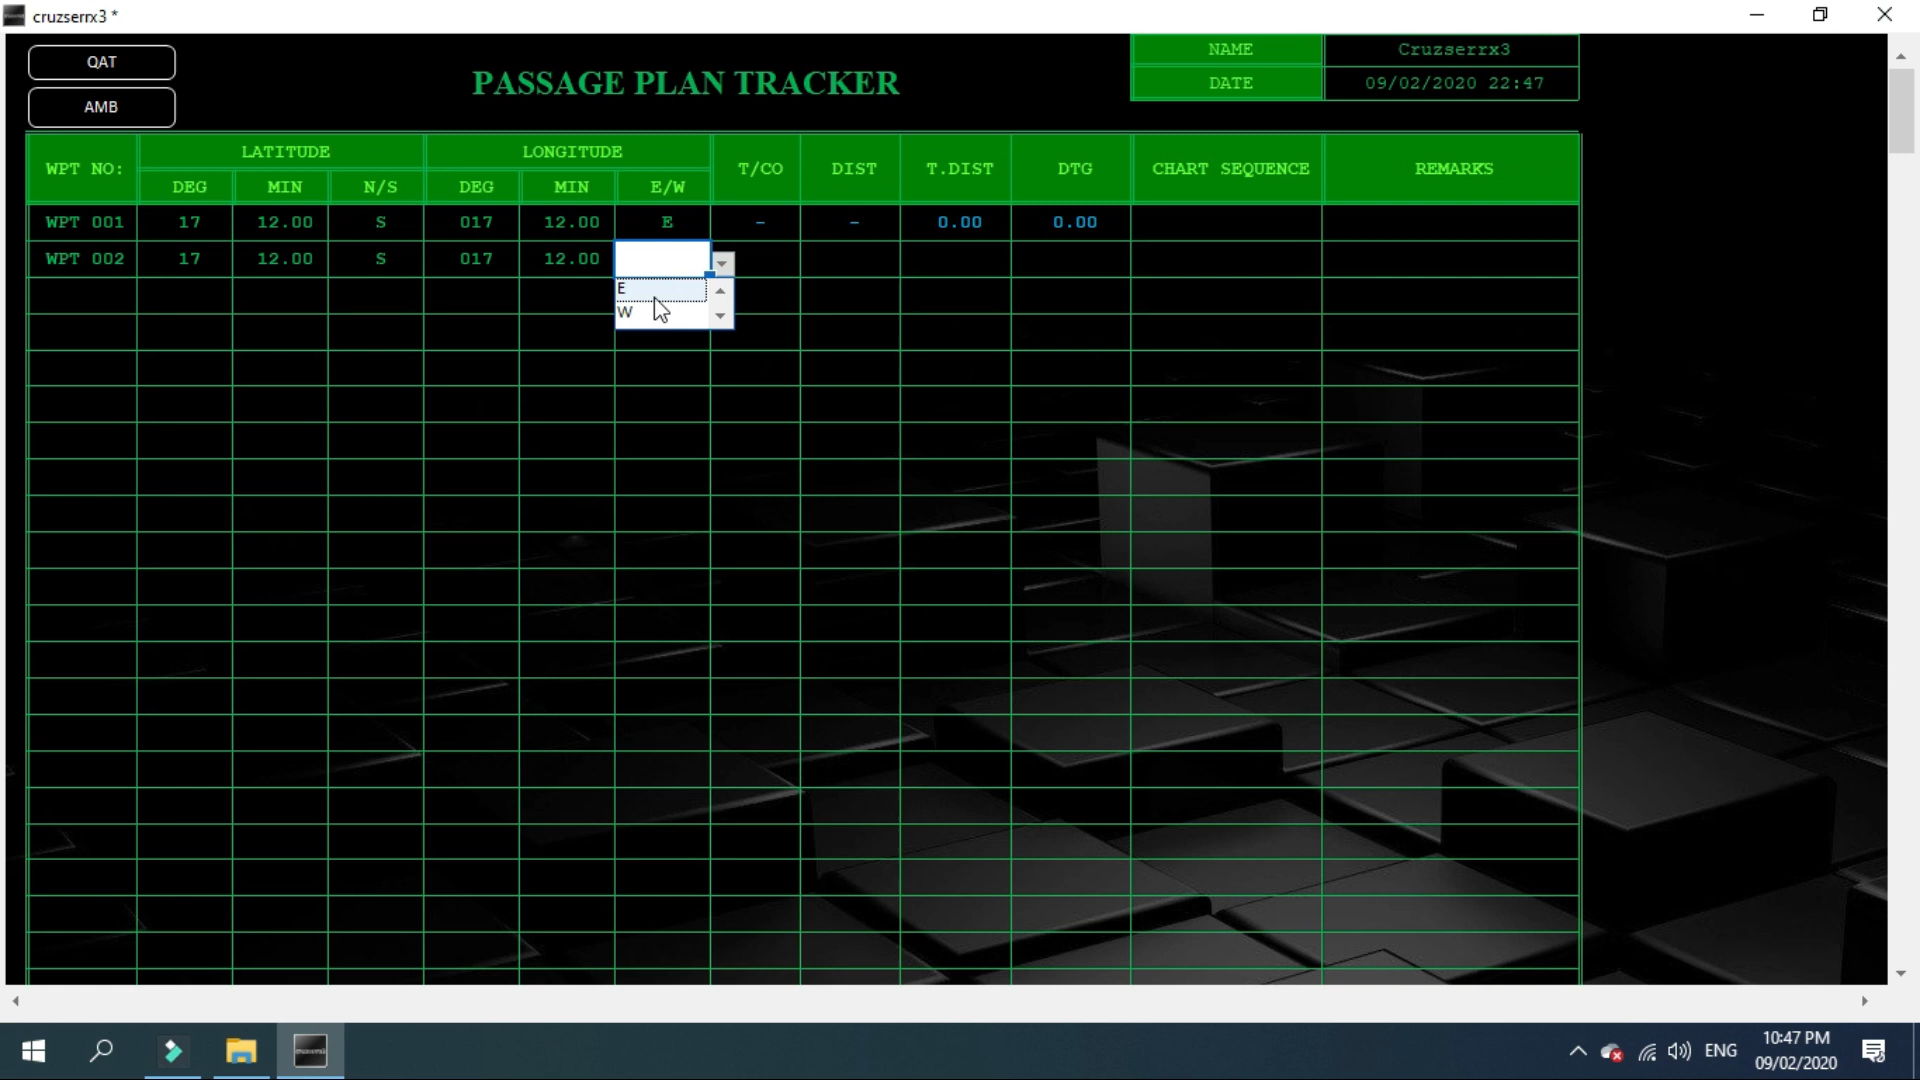 cruzserrx3 *
QAT
AMB
PASSAGE PLAN TRACKER
NAME Cruzserrx3
DATE 09/02/2020 22:47
WPT NO: LATITUDE LONGITUDE T/CO DIST T.DIST DTG CHART SEQUENCE REMARKS
DEG MIN N/S DEG MIN E/W
WPT 001 17 12.00 S 017 12.00 E - - 0.00 0.00
WPT 002 17 12.00 S 017 12.00
E
W
ENG
10:47 PM
09/02/2020